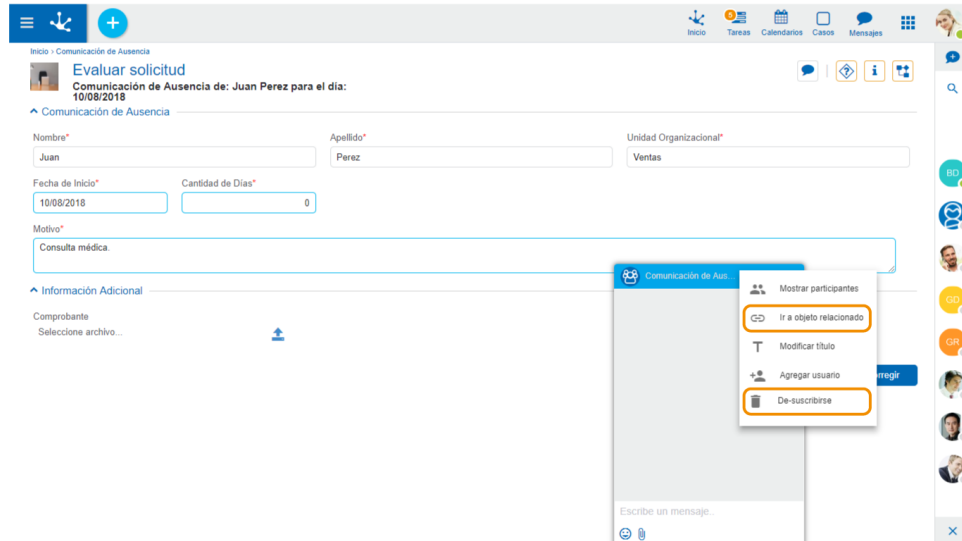 5
Inicio
Tareas
Calendarios
Casos
Mensajes
Inicio > Comunicación de Ausencia
Evaluar solicitud
Comunicación de Ausencia de: Juan Perez para el día:
10/08/2018
Comunicación de Ausencia
Nombre*
Apellido*
Unidad Organizacional*
Juan
Perez
Ventas
Fecha de Inicio*
Cantidad de Días*
10/08/2018
0
Motivo*
Consulta médica.
Información Adicional
Comprobante
Seleccione archivo...
Comunicación de Aus...
Mostrar participantes
Ir a objeto relacionado
Modificar título
Agregar usuario
De-suscribirse
Escribe un mensaje..
BD
GD
GR